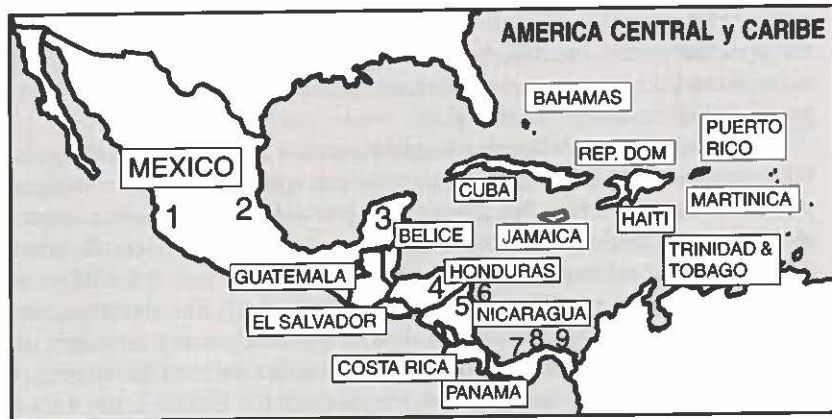 AMERICA CENTRAL y CARIBE
BAHAMAS
PUERTO
RICO
REP. DOM
MEXICO
CUBA
MARTINICA
1
2
3
HAITI
BELICE
JAMAICA
TRINIDAD &
TOBAGO
GUATEMALA
HONDURAS
4
6
EL SALVADOR
5
NICARAGUA
7 8 9
COSTA RICA
PANAMA